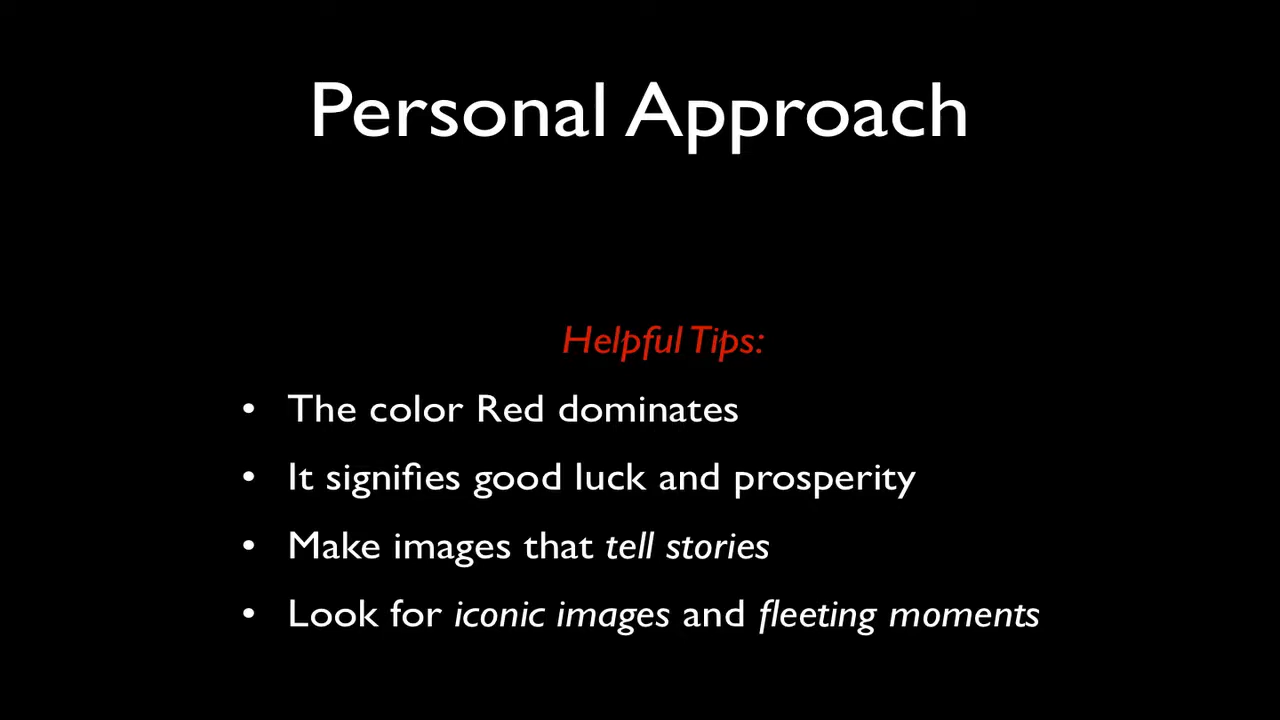 Personal Approach
Helpful Tips:
• The color Red dominates
• It signifies good luck and prosperity
• Make images that tell stories
• Look for iconic images and fleeting moments